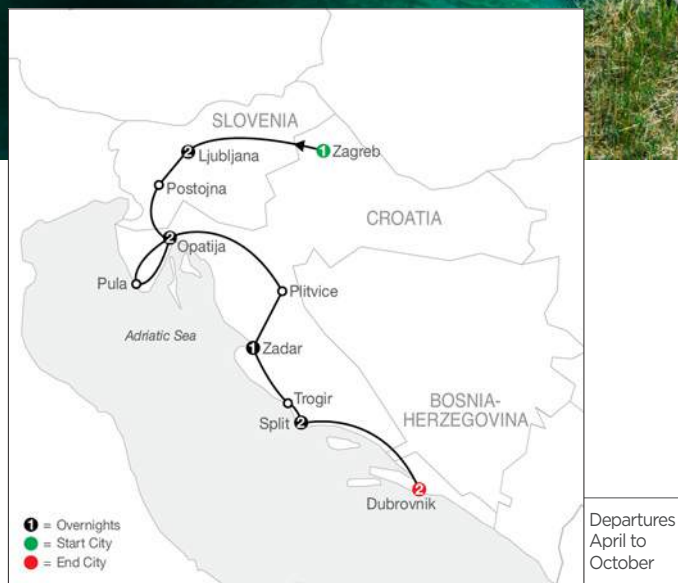 SLOVENIA
2 Ljubljana
1 Zagreb
Postojna
CROATIA
2 Opatija
Pula
Plitvice
Adriatic Sea
1 Zadar
Trogir
BOSNIA-
HERZEGOVINA
Split 2
2
Dubrovnik
1 = Overnights
= Start City
= End City
Departures
April to
October